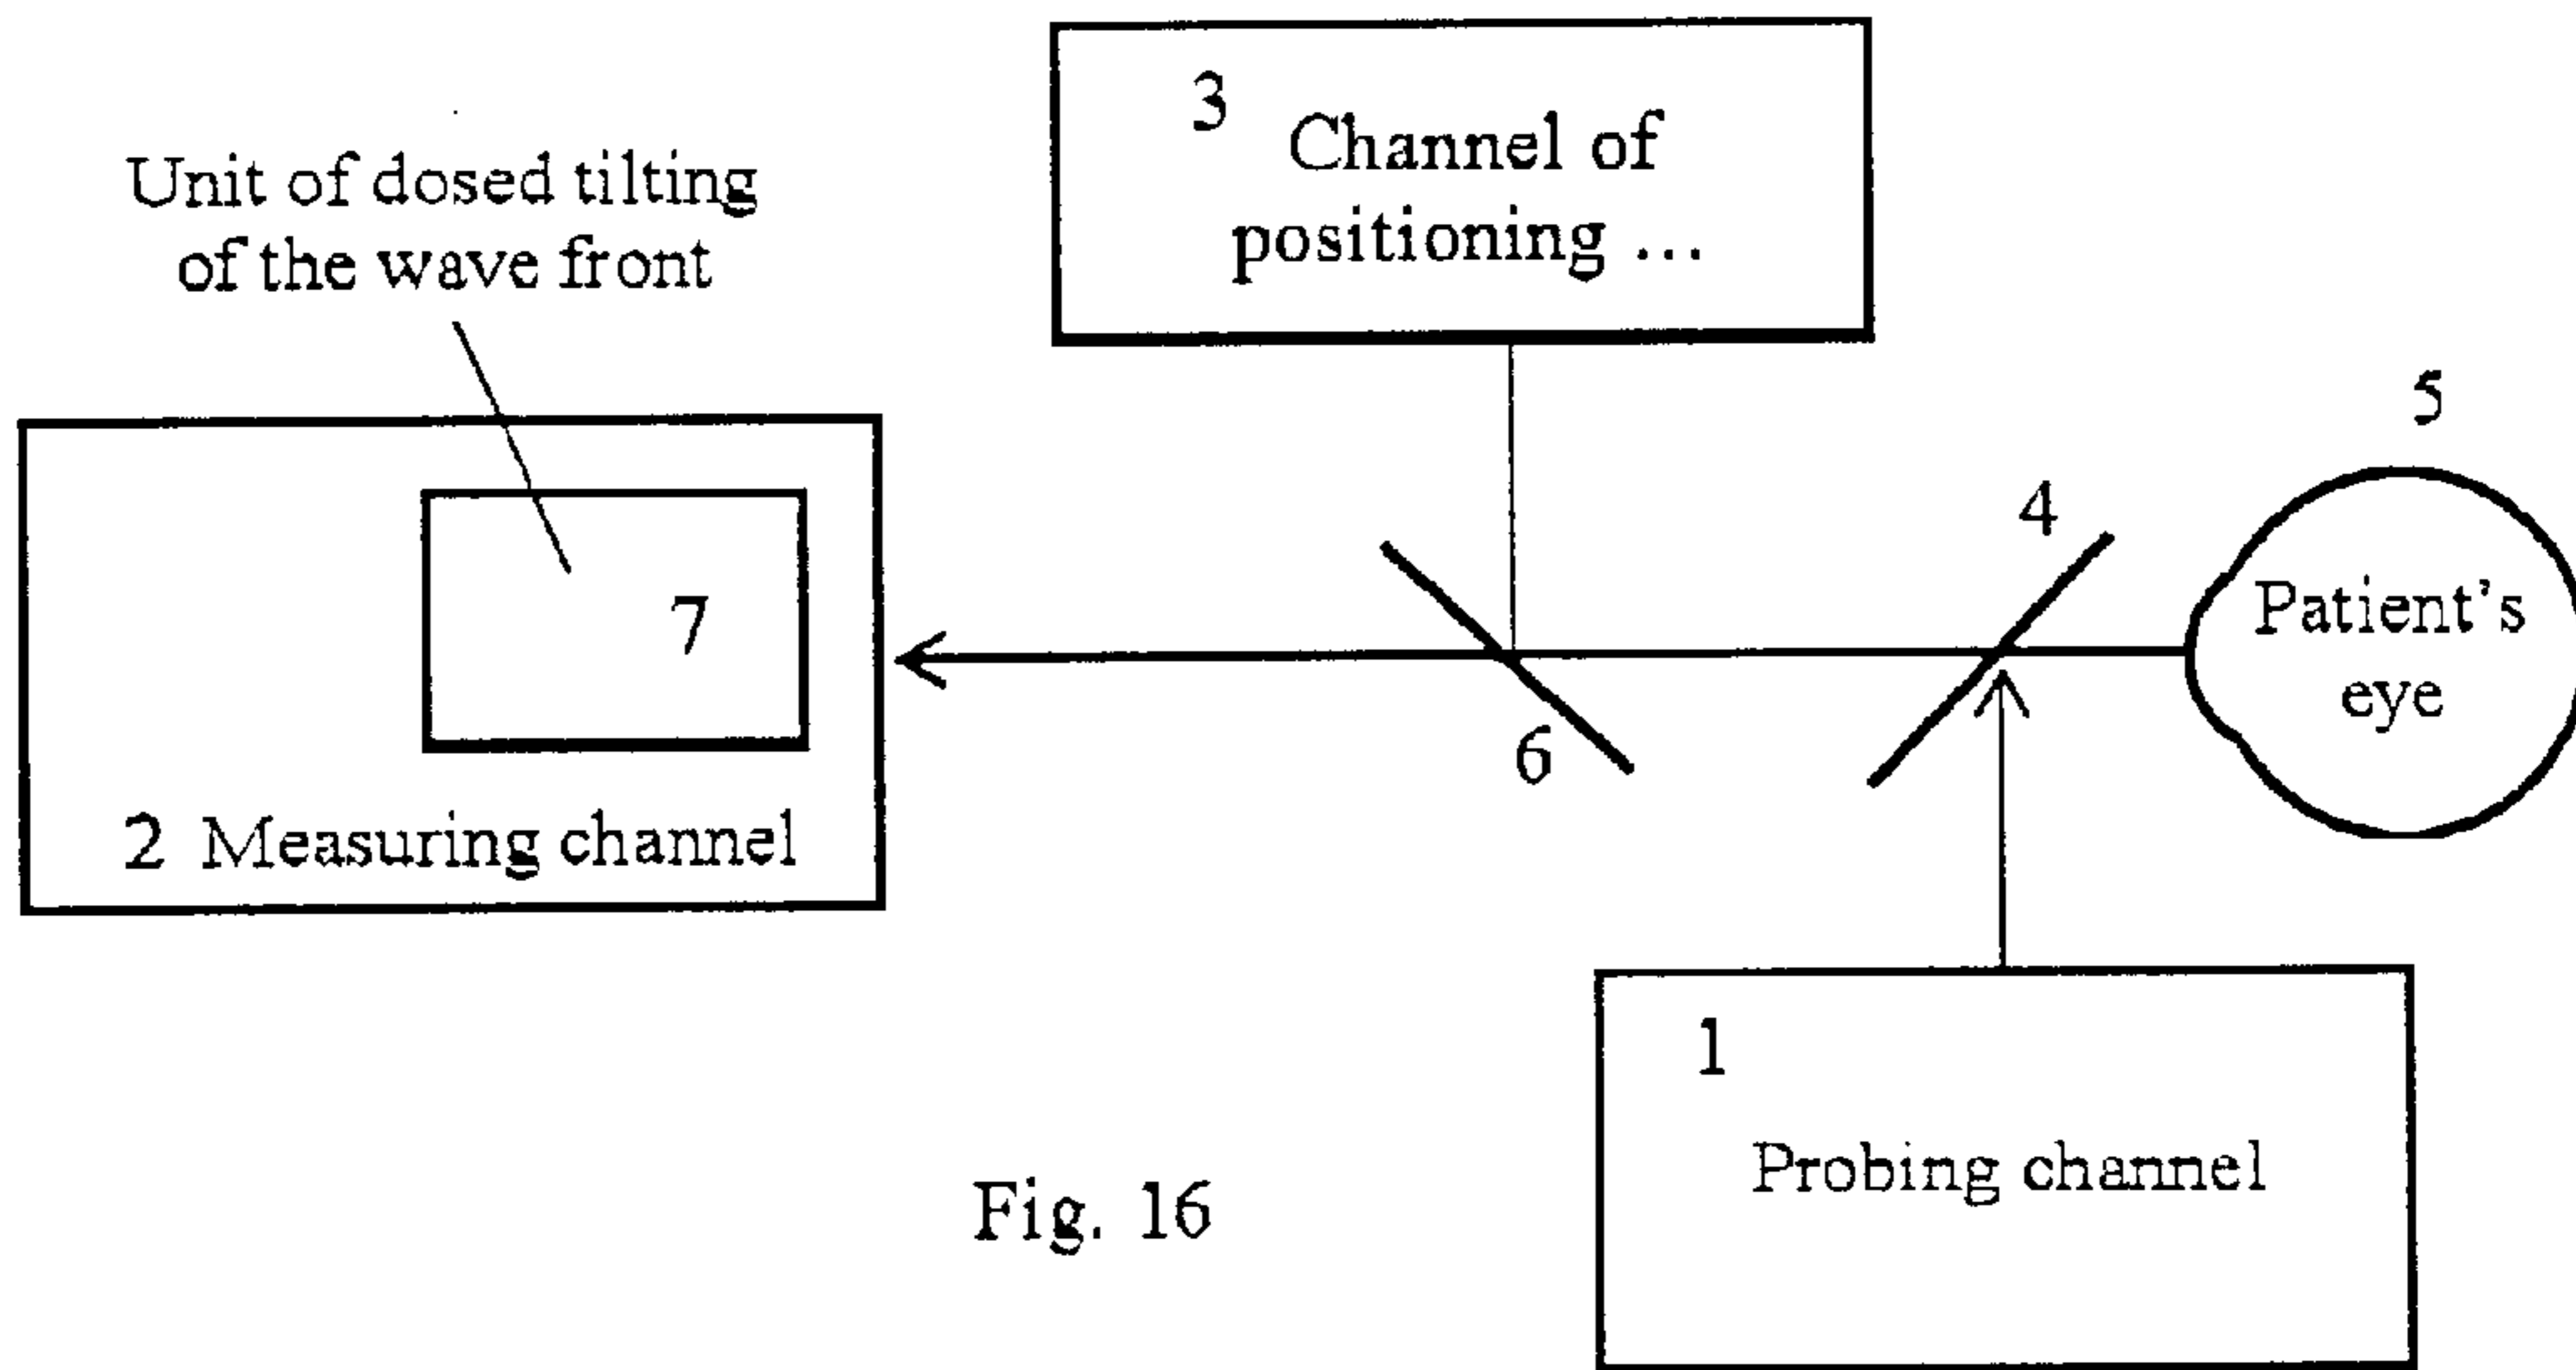 3
Channel of
positioning ...
Unit of dosed tilting
of the wave front
5
4
Patient's
eye
7
6
2 Measuring channel
1
Probing channel
Fig. 16